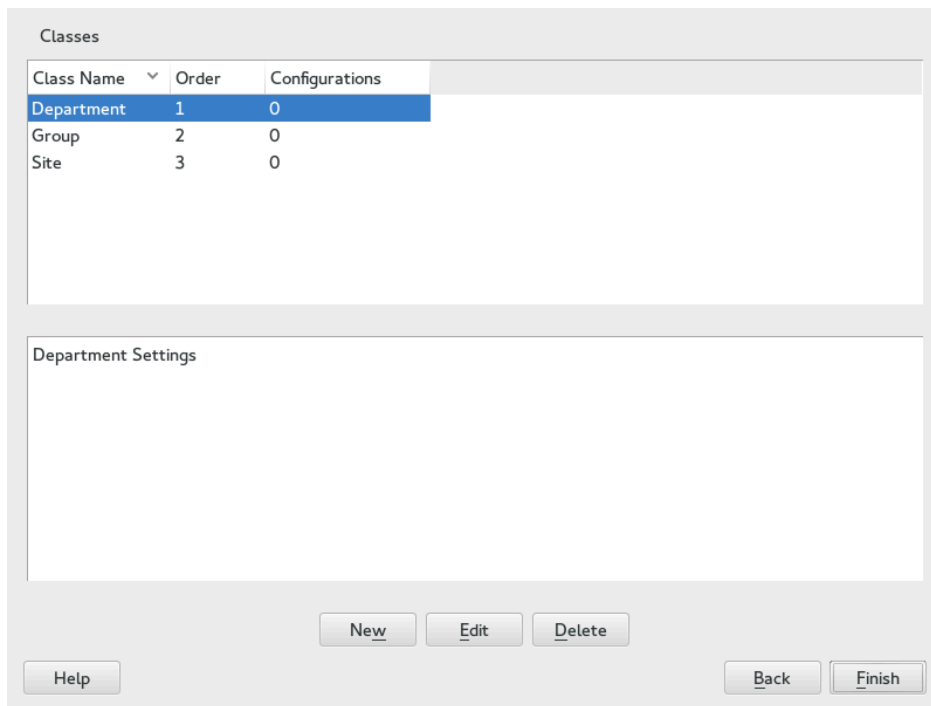 Classes
Class Name Order Configurations
Department 1 0
Group 2 0
Site 3 0
Department Settings
New Edit Delete
Help Back Finish